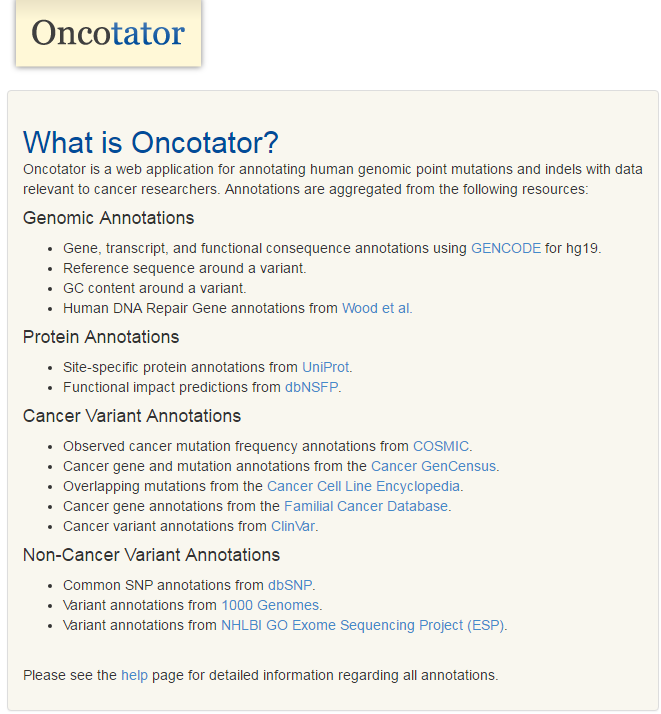 Oncotator
What is Oncotator?
Oncotator is a web application for annotating human genomic point mutations and indels with data
relevant to cancer researchers. Annotations are aggregated from the following resources:
Genomic Annotations
• Gene, transcript, and functional consequence annotations using GENCODE for hg19.
• Reference sequence around a variant.
• GC content around a variant.
• Human DNA Repair Gene annotations from Wood et al.
Protein Annotations
• Site-specific protein annotations from UniProt.
• Functional impact predictions from dbNSFP.
Cancer Variant Annotations
• Observed cancer mutation frequency annotations from COSMIC.
• Cancer gene and mutation annotations from the Cancer GenCensus.
• Overlapping mutations from the Cancer Cell Line Encyclopedia.
• Cancer gene annotations from the Familial Cancer Database.
• Cancer variant annotations from ClinVar.
Non-Cancer Variant Annotations
• Common SNP annotations from dbSNP.
• Variant annotations from 1000 Genomes.
• Variant annotations from NHLBI GO Exome Sequencing Project (ESP).
Please see the help page for detailed information regarding all annotations.